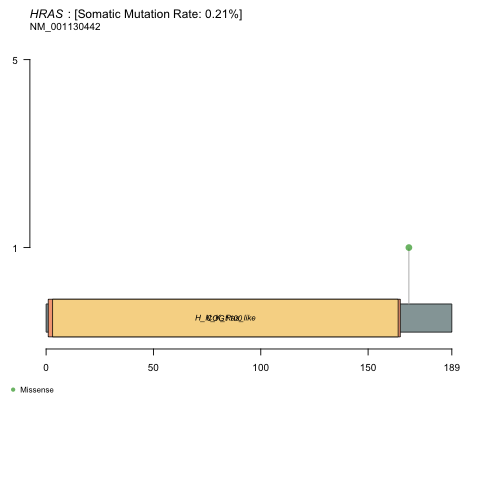 HRAS : [Somatic Mutation Rate: 0.21%]
NM_001130442
5
1
0 50 100 150 189
Missense